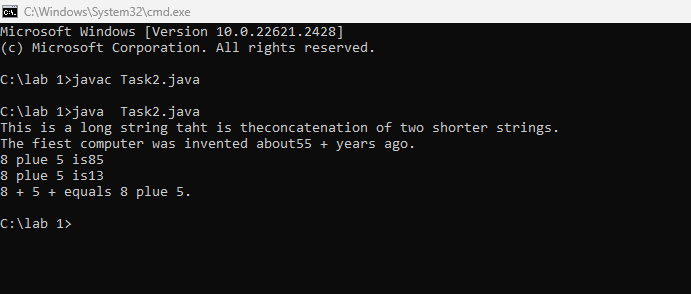 C:\Windows\System32\cmd.exe
Microsoft Windows [Version 10.0.22621.2428]
(c) Microsoft Corporation. All rights reserved.
C:\lab 1>javac Task2.java
C:\lab 1>java  Task2.java
This is a long string taht is theconcatenation of two shorter strings.
The fiest computer was invented about55 + years ago.
8 plue 5 is85
8 plue 5 is13
8 + 5 + equals 8 plue 5.
C:\lab 1>